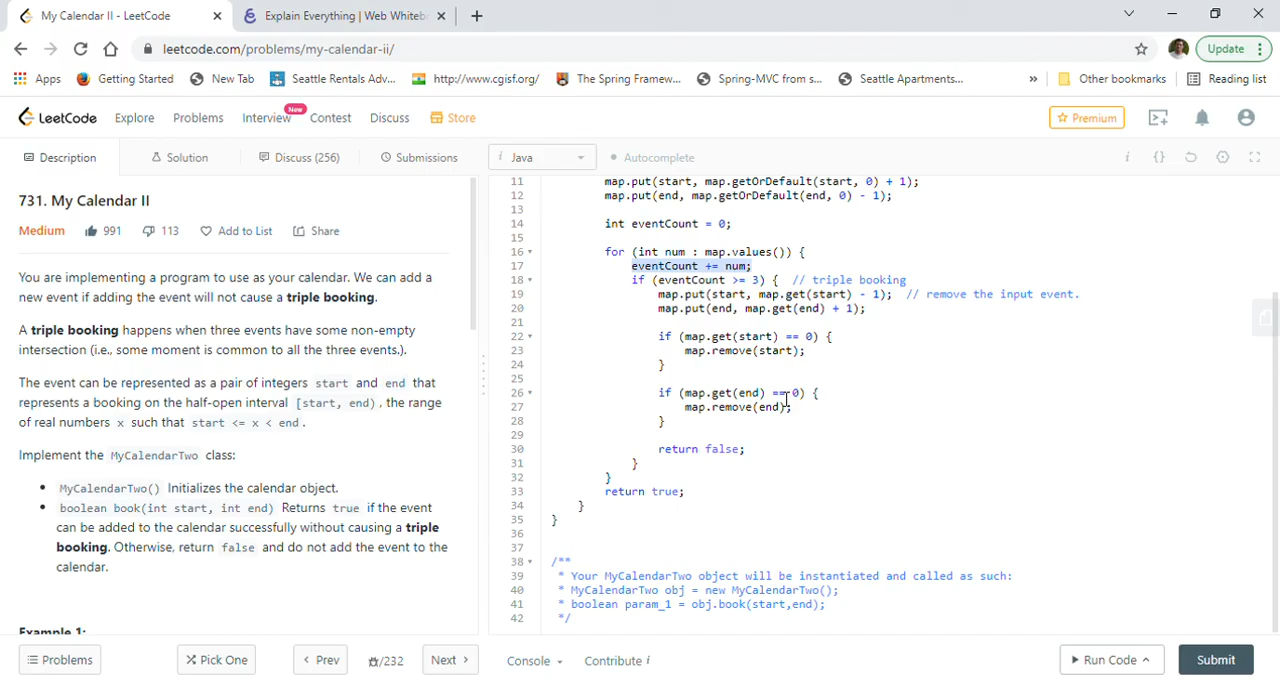 My Calendar II - LeetCode
Explain Everything | Web Whitebo
leetcode.com/problems/my-calendar-ii/
Update
Apps
Getting Started
New Tab
Seattle Rentals Adv...
http://www.cgisf.org/
The Spring Framew...
Spring-MVC from s...
Seattle Apartments...
»
Other bookmarks
Reading list
LeetCode
Explore
Problems
Interview
New
Contest
Discuss
Store
Premium
Description
Solution
Discuss (256)
Submissions
i Java
Autocomplete
731. My Calendar II
Medium
991
113
Add to List
Share
You are implementing a program to use as your calendar. We can add a
new event if adding the event will not cause a triple booking.
A triple booking happens when three events have some non-empty
intersection (i.e., some moment is common to all the three events.).
The event can be represented as a pair of integers start and end that
represents a booking on the half-open interval [start, end), the range
of real numbers x such that start <= x < end.
Implement the MyCalendarTwo class:
• MyCalendarTwo() Initializes the calendar object.
• boolean book(int start, int end) Returns true if the event
can be added to the calendar successfully without causing a triple
booking. Otherwise, return false and do not add the event to the
calendar.
Example 1:
11 map.put(start, map.getOrDefault(start, 0) + 1);
12 map.put(end, map.getOrDefault(end, 0) - 1);
13
14 int eventCount = 0;
15
16 for (int num : map.values()) {
17 eventCount += num;
18 if (eventCount >= 3) { // triple booking
19 map.put(start, map.get(start) - 1); // remove the input event.
20 map.put(end, map.get(end) + 1);
21
22 if (map.get(start) == 0) {
23 map.remove(start);
24 }
25
26 if (map.get(end) == 0) {
27 map.remove(end);
28 }
29
30 return false;
31 }
32 }
33 return true;
34 }
35 }
36
37
38 /**
39 * Your MyCalendarTwo object will be instantiated and called as such:
40 * MyCalendarTwo obj = new MyCalendarTwo();
41 * boolean param_1 = obj.book(start,end);
42 */
Problems
Pick One
Prev
/232
Next
Console
Contribute i
Run Code
Submit